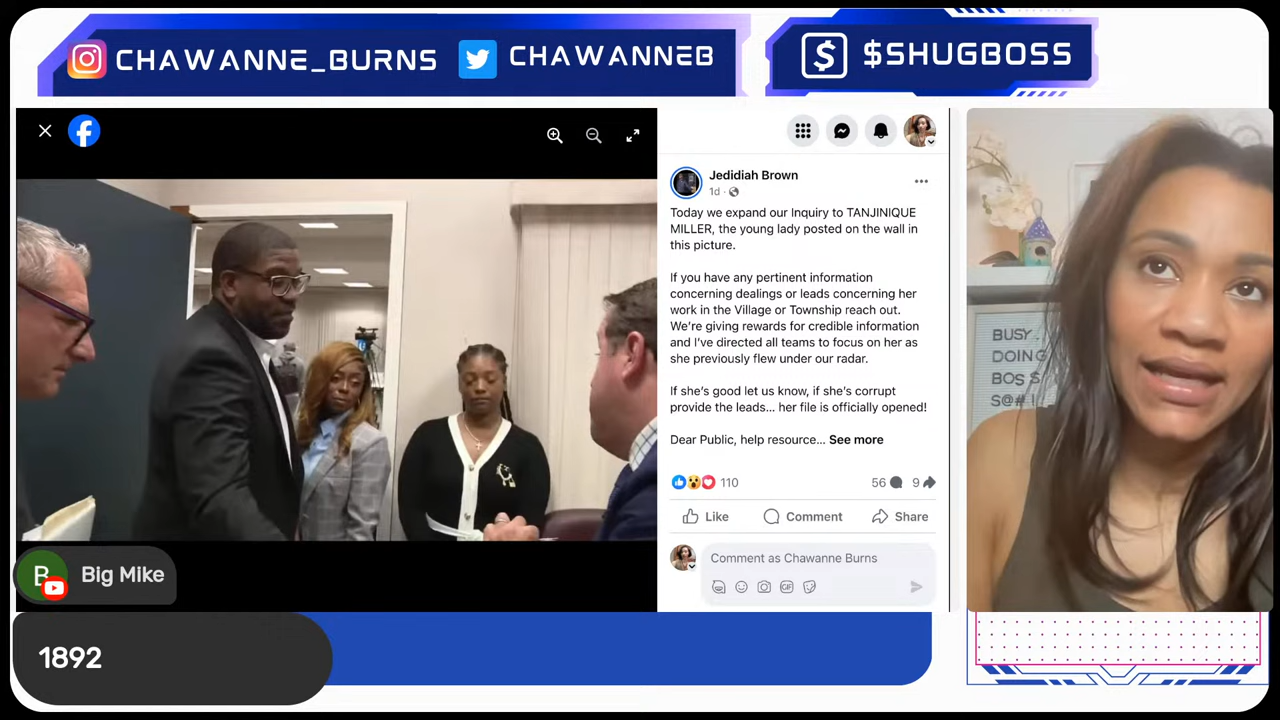 CHAWANNE_BURNS
CHAWANNEB
$SHUGBOSS
Jedidiah Brown
1d
Today we expand our Inquiry to TANJINIQUE
MILLER, the young lady posted on the wall in
this picture.
If you have any pertinent information
concerning dealings or leads concerning her
work in the Village or Township reach out.
We're giving rewards for credible information
and I've directed all teams to focus on her as
she previously flew under our radar.
If she's good let us know, if she's corrupt
provide the leads... her file is officially opened!
Dear Public, help resource... See more
110
56
9
Like
Comment
Share
Comment as Chawanne Burns
GIF
BUSY
DOING
BOS$
S@#
B
Big Mike
1892